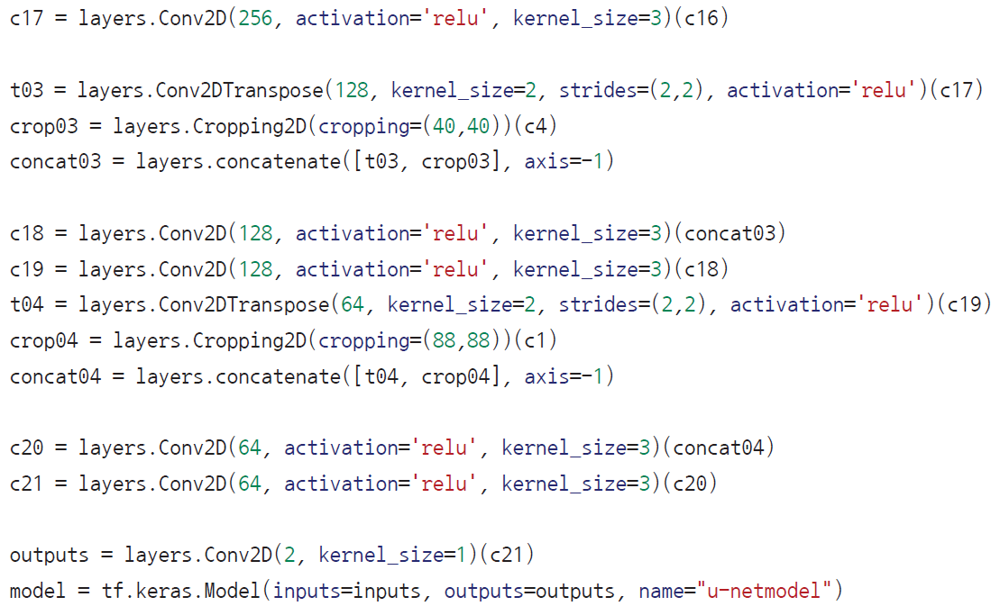 c17 = layers.Conv2D(256, activation='relu', kernel_size=3)(c16)
t03 = layers.Conv2DTranspose(128, kernel_size=2, strides=(2,2), activation='relu')(c17)
crop03 = layers.Cropping2D(cropping=(40,40))(c4)
concat03 = layers.concatenate([t03, crop03], axis=-1)
c18 = layers.Conv2D(128, activation='relu', kernel_size=3)(concat03)
c19 = layers.Conv2D(128, activation='relu', kernel_size=3)(c18)
t04 = layers.Conv2DTranspose(64, kernel_size=2, strides=(2,2), activation='relu')(c19)
crop04 = layers.Cropping2D(cropping=(88,88))(c1)
concat04 = layers.concatenate([t04, crop04], axis=-1)
c20 = layers.Conv2D(64, activation='relu', kernel_size=3)(concat04)
c21 = layers.Conv2D(64, activation='relu', kernel_size=3)(c20)
outputs = layers.Conv2D(2, kernel_size=1)(c21)
model = tf.keras.Model(inputs=inputs, outputs=outputs, name="u-netmodel")